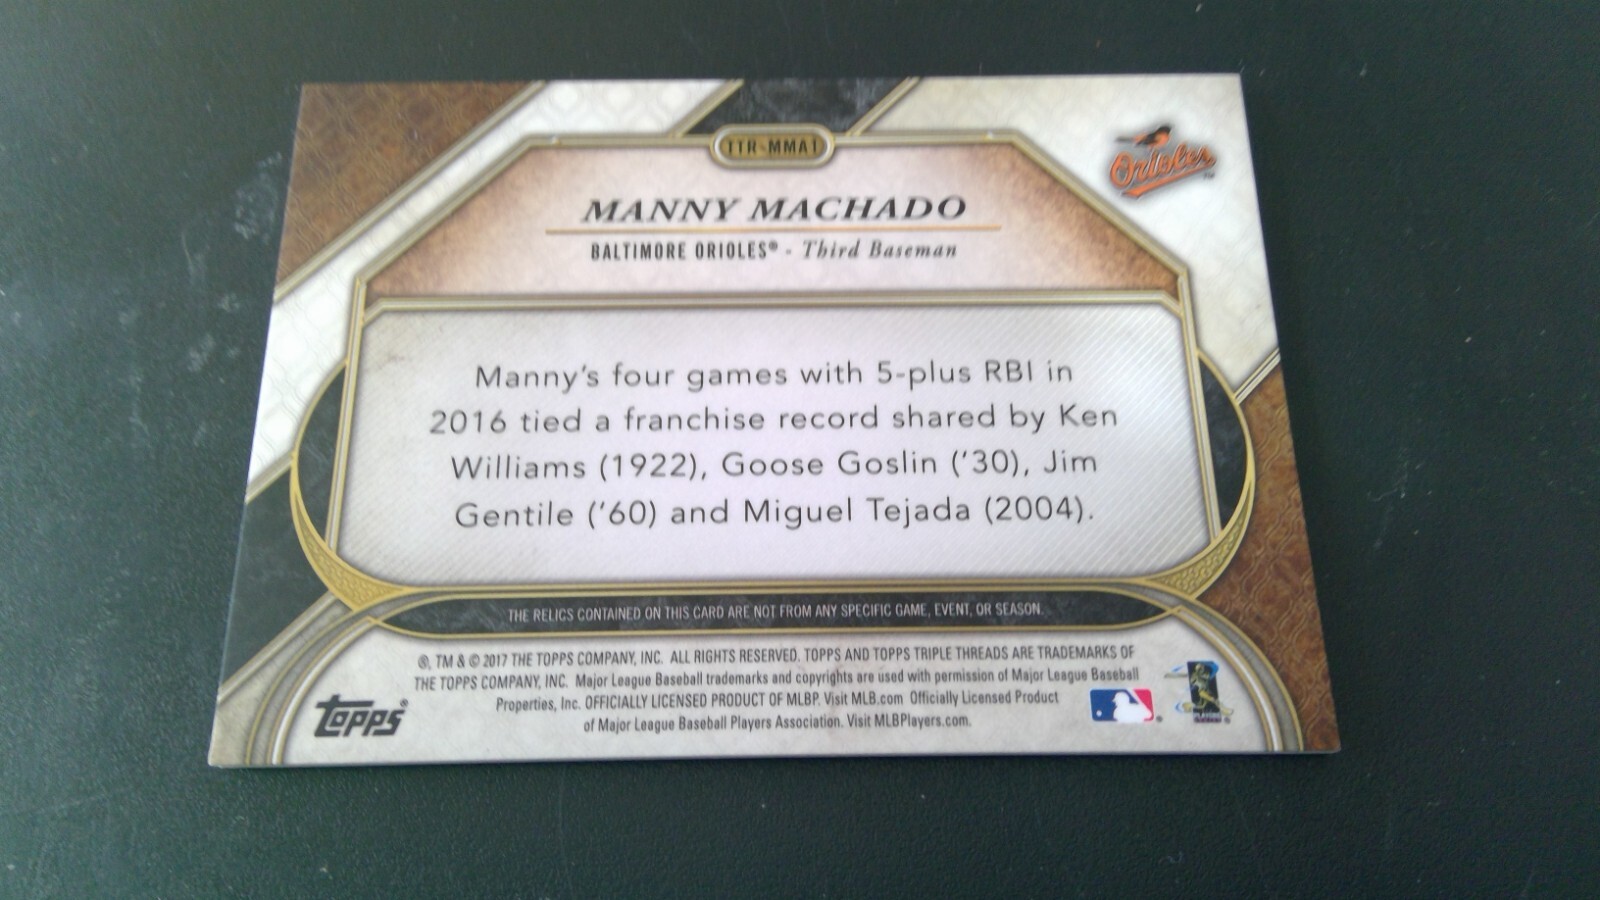 TTR-MMA1
Orioles™
MANNY MACHADO
BALTIMORE ORIOLES® - Third Baseman
Manny's four games with 5-plus RBI in
2016 tied a franchise record shared by Ken
Williams (1922), Goose Goslin ('30), Jim
Gentile ('60) and Miguel Tejada (2004).
THE RELICS CONTAINED ON THIS CARD ARE NOT FROM ANY SPECIFIC GAME, EVENT, OR SEASON.
®, TM & © 2017 THE TOPPS COMPANY, INC. ALL RIGHTS RESERVED. TOPPS AND TOPPS TRIPLE THREADS ARE TRADEMARKS OF
THE TOPPS COMPANY, INC. Major League Baseball trademarks and copyrights are used with permission of Major League Baseball
Properties, Inc. OFFICIALLY LICENSED PRODUCT OF MLBP. Visit MLB.com Officially Licensed Product
of Major League Baseball Players Association. Visit MLBPlayers.com.
topps®